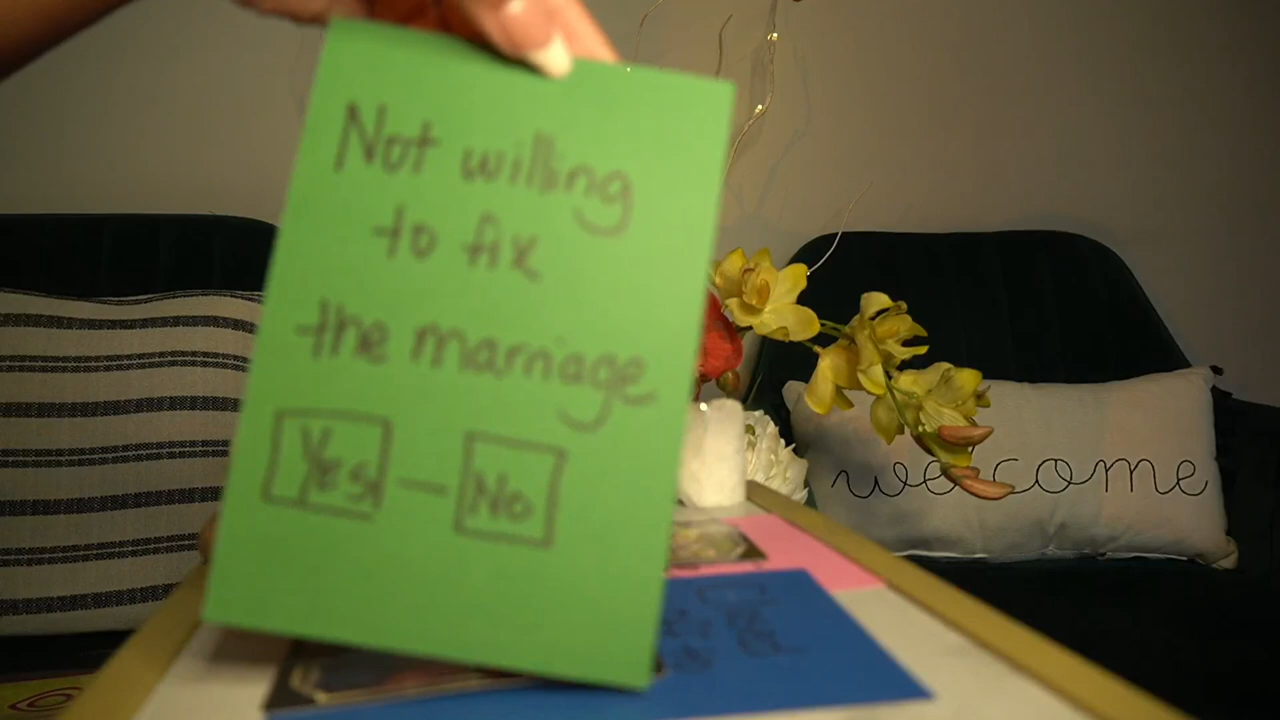 Not willing
to fix
the marriage
Yes — No
welcome